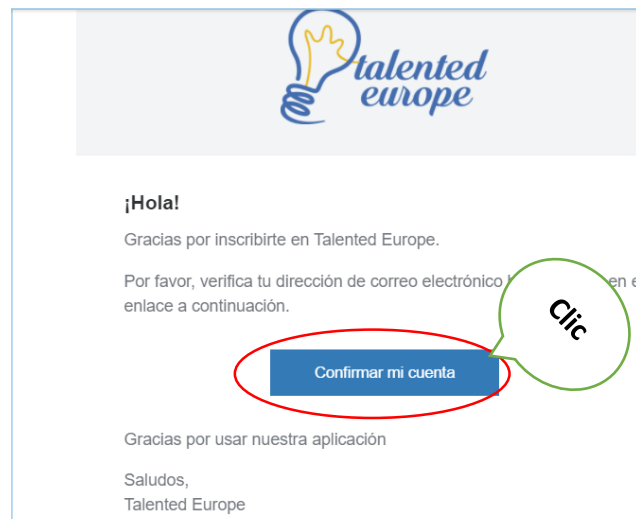 talented
europe
¡Hola!
Gracias por inscribirte en Talented Europe.
Por favor, verifica tu dirección de correo electrónico en
enlace a continuación.
Clic
Confirmar mi cuenta
Gracias por usar nuestra aplicación
Saludos,
Talented Europe